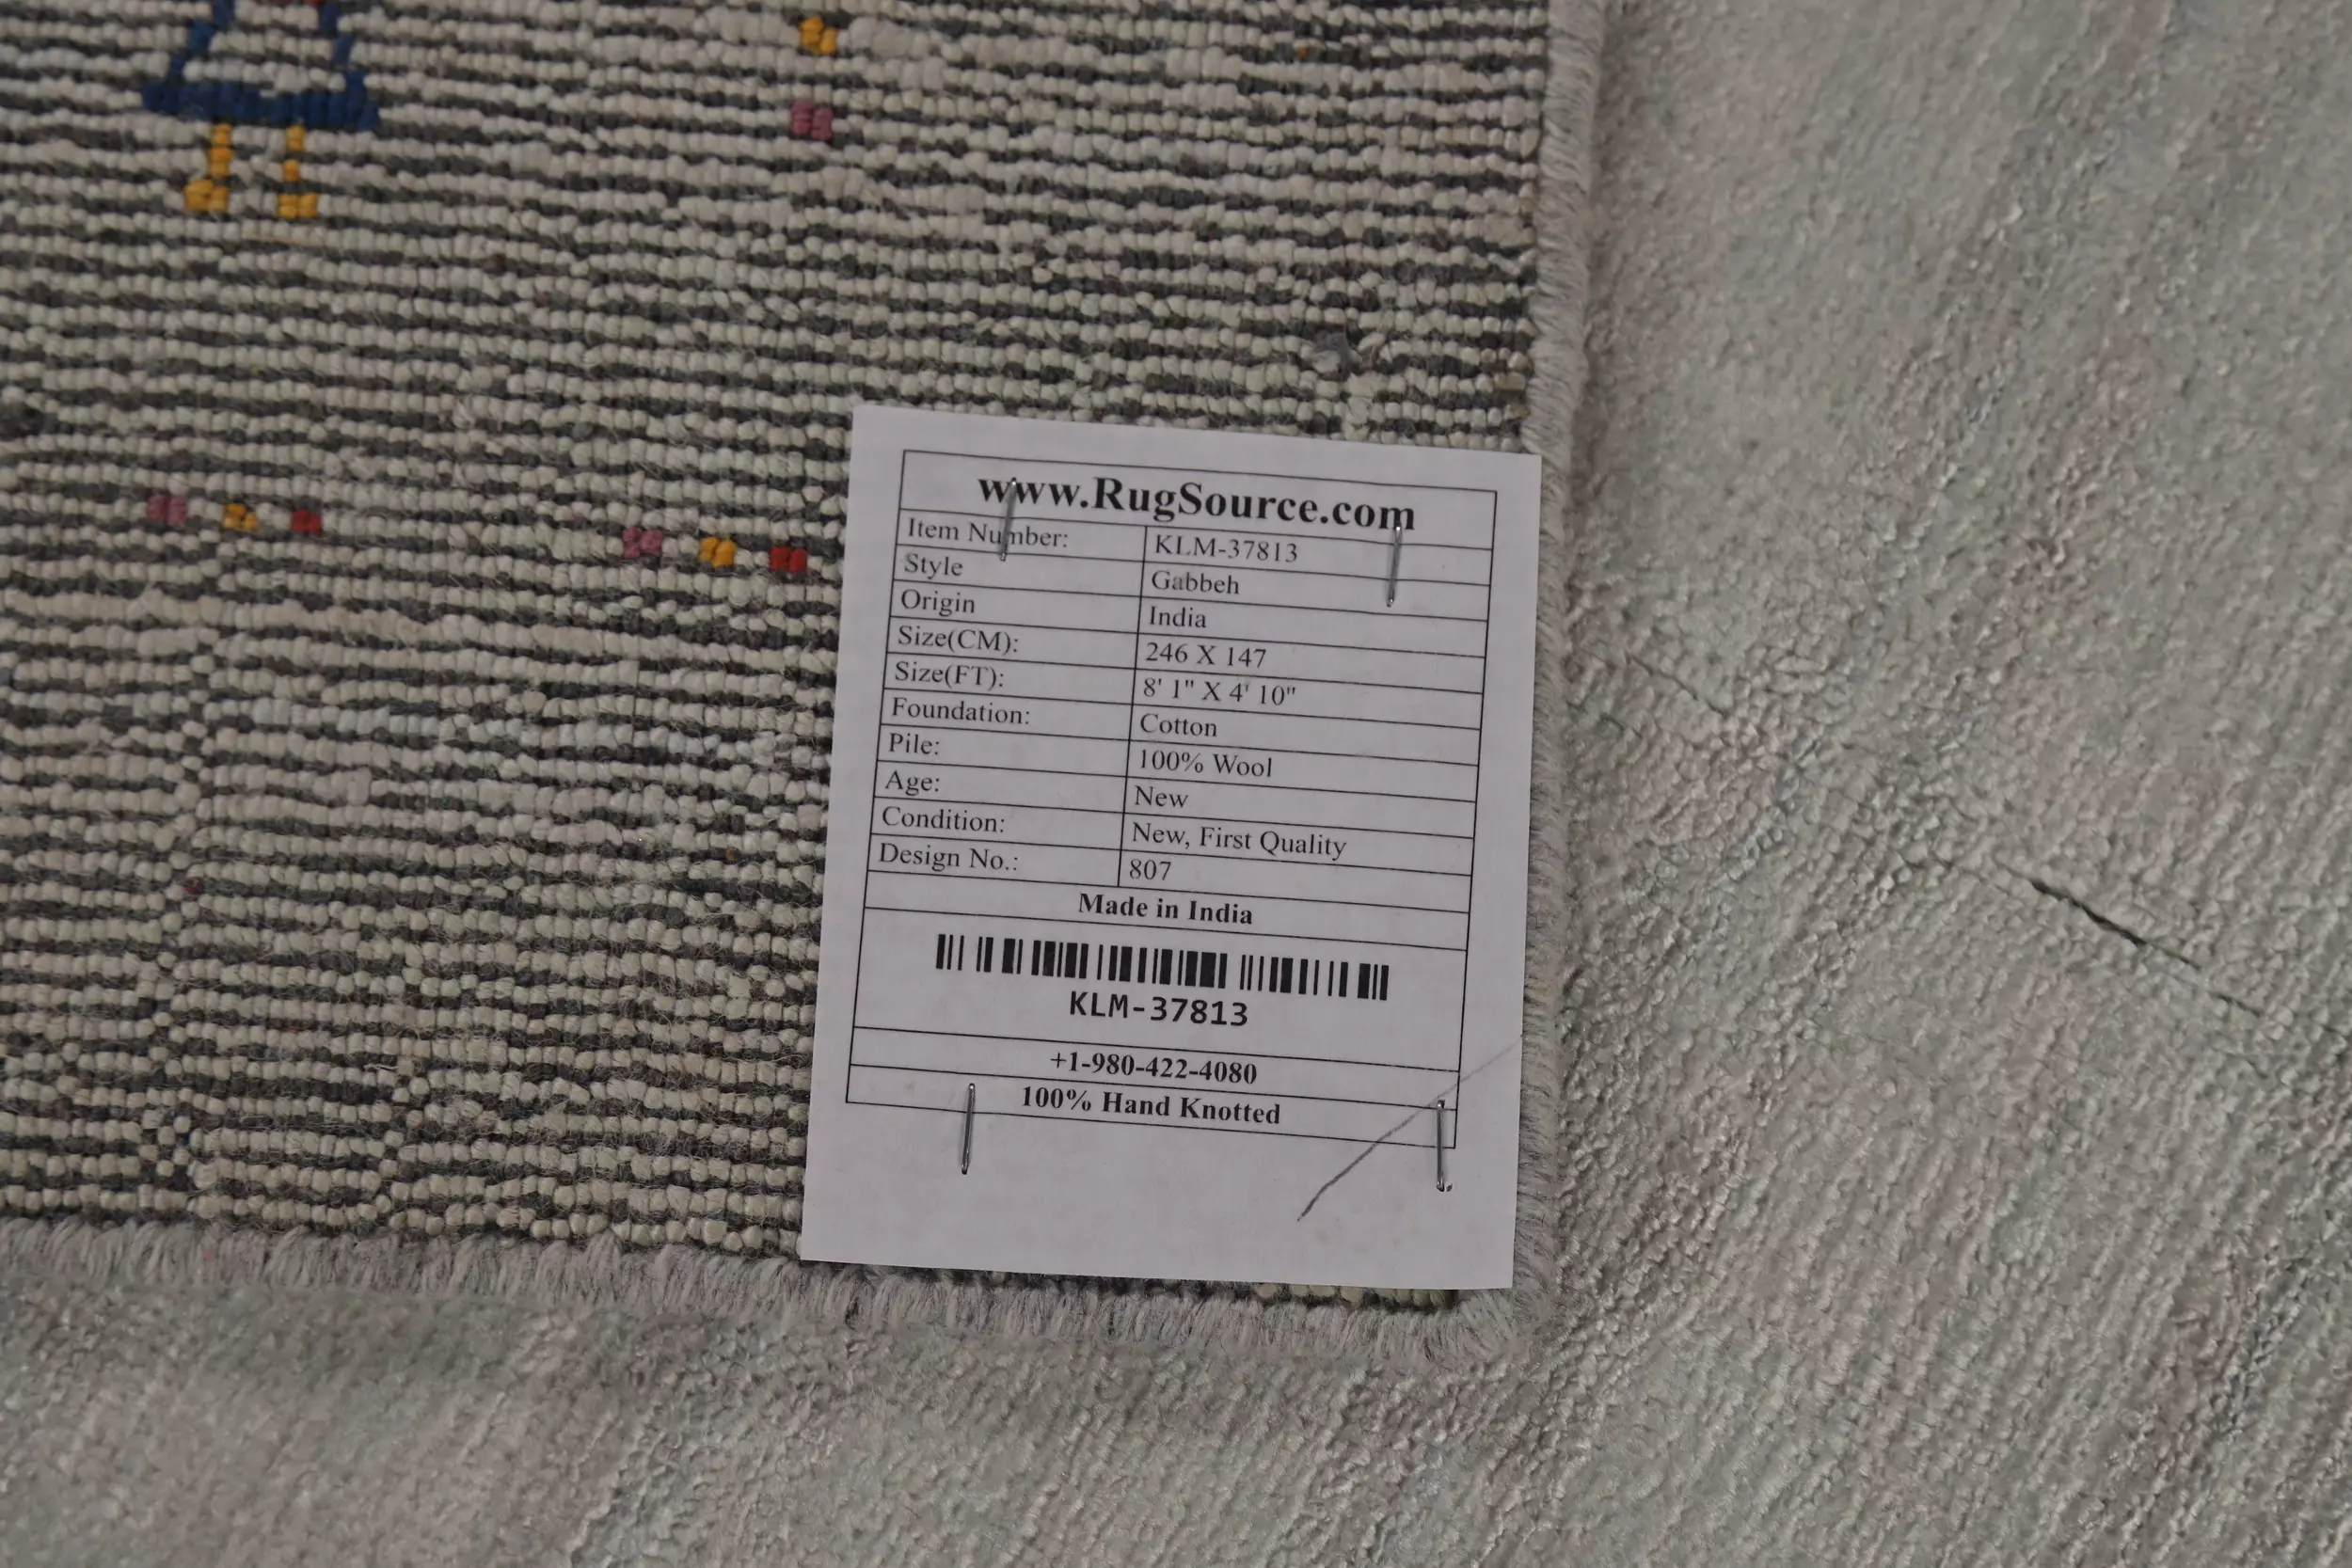 www.RugSource.com
Item Number: KLM-37813
Style Gabbeh
Origin India
Size(CM): 246 X 147
Size(FT): 8' 1" X 4' 10"
Foundation: Cotton
Pile: 100% Wool
Age: New
Condition: New, First Quality
Design No.: 807
Made in India
KLM-37813
+1-980-422-4080
100% Hand Knotted